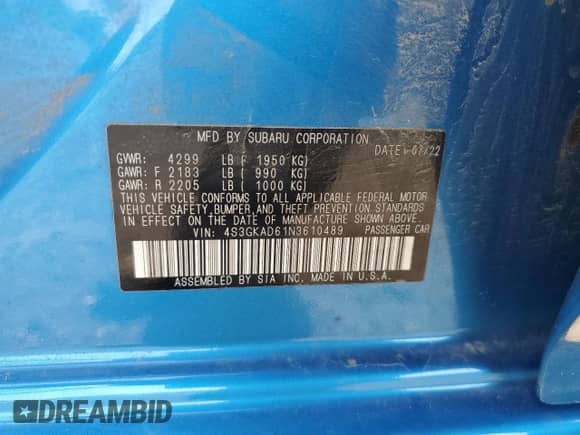 MFD BY SUBARU CORPORATION
DATE: 07/22
GVWR: 4299 LB ( 1950 KG)
GAWR: F 2183 LB ( 990 KG)
GAWR: R 2205 LB ( 1000 KG)
THIS VEHICLE CONFORMS TO ALL APPLICABLE FEDERAL MOTOR
VEHICLE SAFETY, BUMPER, AND THEFT PREVENTION STANDARDS
IN EFFECT ON THE DATE OF MANUFACTURE SHOWN ABOVE.
VIN: 4S3GKAD61N3610489 PASSENGER CAR
ASSEMBLED BY SIA INC. MADE IN U.S.A.
DREAMBID